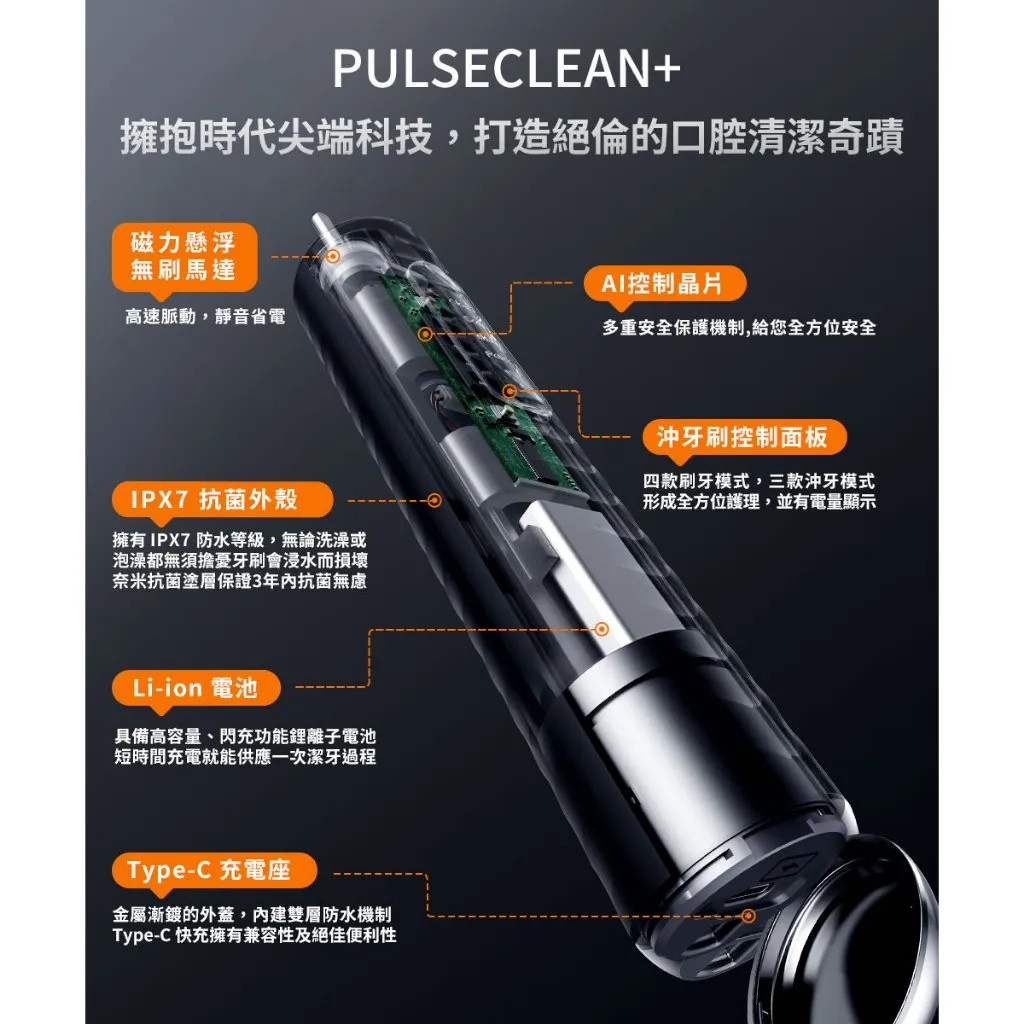 PULSECLEAN+
擁抱時代尖端科技，打造絕倫的口腔清潔奇蹟
磁力懸浮
無刷馬達
高速脈動，靜音省電
AI控制晶片
多重安全保護機制,給您全方位安全
沖牙刷控制面板
四款刷牙模式，三款沖牙模式
形成全方位護理，並有電量顯示
IPX7 抗菌外殼
擁有 IPX7 防水等級，無論洗澡或
泡澡都無須擔憂牙刷會浸水而損壞
奈米抗菌塗層保證3年內抗菌無慮
Li-ion 電池
具備高容量、閃充功能鋰離子電池
短時間充電就能供應一次潔牙過程
Type-C 充電座
金屬漸鍍的外蓋，內建雙層防水機制
Type-C 快充擁有兼容性及絕佳便利性